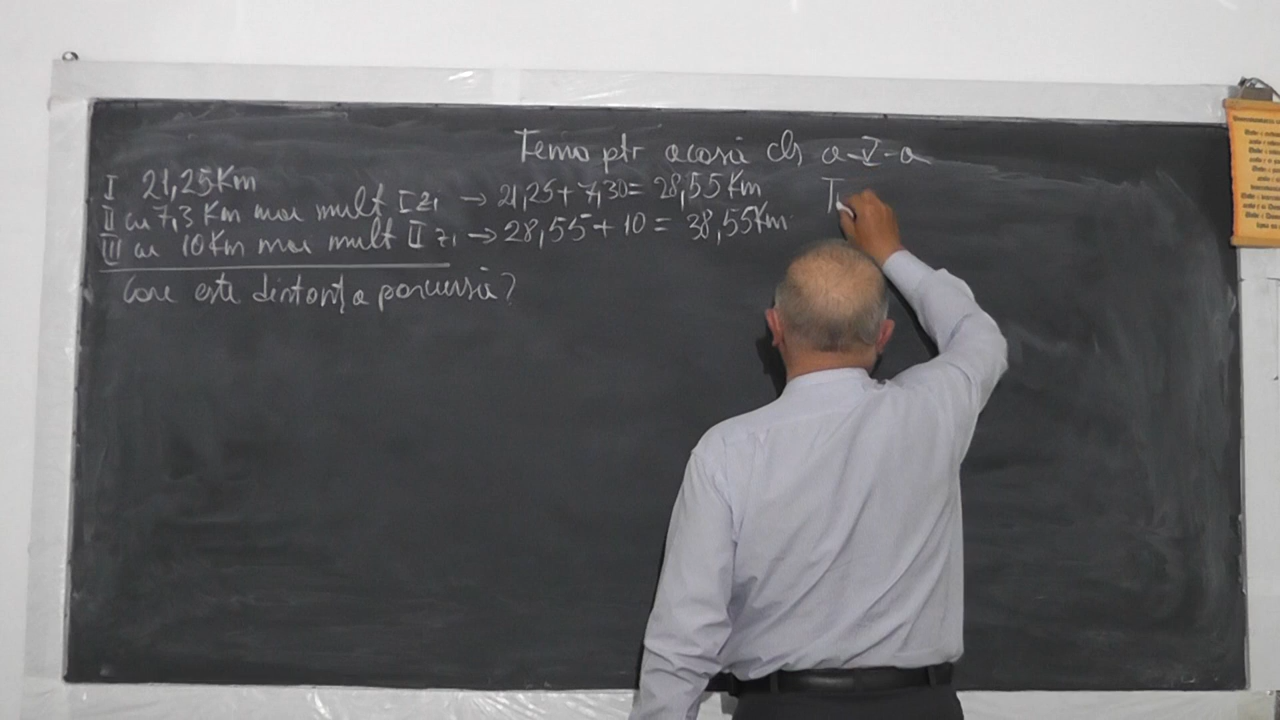 Tema ptr acasă cls a-V-a
I 21,25Km
II cu 7,3 Km mai mult I zi → 21,25+7,30= 28,55 Km
III cu 10Km mai mult II zi → 28,55+10 = 38,55Km
Care este distanța parcursă?
T